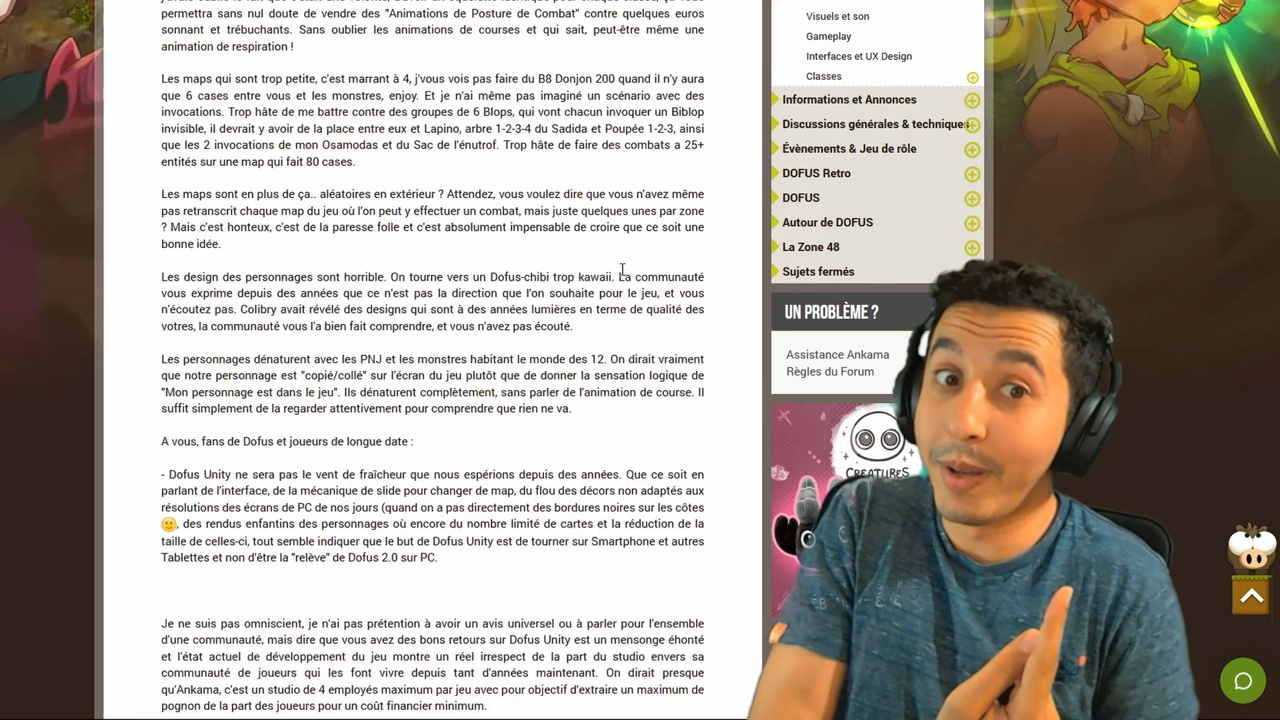 permettra sans nul doute de vendre des "Animations de Posture de Combat" contre quelques euros
sonnant et trébuchants. Sans oublier les animations de courses et qui sait, peut-être même une
animation de respiration !
Les maps qui sont trop petite, c'est marrant à 4, j'vous vois pas faire du B8 Donjon 200 quand il n'y aura
que 6 cases entre vous et les monstres, enjoy. Et je n'ai même pas imaginé un scénario avec des
invocations. Trop hâte de me battre contre des groupes de 6 Blops, qui vont chacun invoquer un Biblop
invisible, il devrait y avoir de la place entre eux et Lapino, arbre 1-2-3-4 du Sadida et Poupée 1-2-3, ainsi
que les 2 invocations de mon Osamodas et du Sac de l'énutrof. Trop hâte de faire des combats a 25+
entités sur une map qui fait 80 cases.
Les maps sont en plus de ça.. aléatoires en extérieur ? Attendez, vous voulez dire que vous n'avez même
pas retranscrit chaque map du jeu où l'on peut y effectuer un combat, mais juste quelques unes par zone
? Mais c'est honteux, c'est de la paresse folle et c'est absolument impensable de croire que ce soit une
bonne idée.
Les design des personnages sont horrible. On tourne vers un Dofus-chibi trop kawaii. La communauté
vous exprime depuis des années que ce n'est pas la direction que l'on souhaite pour le jeu, et vous
n'écoutez pas. Colibry avait révélé des designs qui sont à des années lumières en terme de qualité des
votres, la communauté vous l'a bien fait comprendre, et vous n'avez pas écouté.
Les personnages dénaturent avec les PNJ et les monstres habitant le monde des 12. On dirait vraiment
que notre personnage est "copié/collé" sur l'écran du jeu plutôt que de donner la sensation logique de
"Mon personnage est dans le jeu". Ils dénaturent complètement, sans parler de l'animation de course. Il
suffit simplement de la regarder attentivement pour comprendre que rien ne va.
A vous, fans de Dofus et joueurs de longue date :
- Dofus Unity ne sera pas le vent de fraîcheur que nous espérions depuis des années. Que ce soit en
parlant de l'interface, de la mécanique de slide pour changer de map, du flou des décors non adaptés aux
résolutions des écrans de PC de nos jours (quand on a pas directement des bordures noires sur les côtes
🙂, des rendus enfantins des personnages où encore du nombre limité de cartes et la réduction de la
taille de celles-ci, tout semble indiquer que le but de Dofus Unity est de tourner sur Smartphone et autres
Tablettes et non d'être la "relève" de Dofus 2.0 sur PC.
Je ne suis pas omniscient, je n'ai pas prétention à avoir un avis universel ou à parler pour l'ensemble
d'une communauté, mais dire que vous avez des bons retours sur Dofus Unity est un mensonge éhonté
et l'état actuel de développement du jeu montre un réel irrespect de la part du studio envers sa
communauté de joueurs qui les font vivre depuis tant d'années maintenant. On dirait presque
qu'Ankama, c'est un studio de 4 employés maximum par jeu avec pour objectif d'extraire un maximum de
pognon de la part des joueurs pour un coût financier minimum.
Visuels et son
Gameplay
Interfaces et UX Design
Classes
Informations et Annonces
Discussions générales & techniques
Évènements & Jeu de rôle
DOFUS Retro
DOFUS
Autour de DOFUS
La Zone 48
Sujets fermés
UN PROBLÈME ?
Assistance Ankama
Règles du Forum
CREATURES